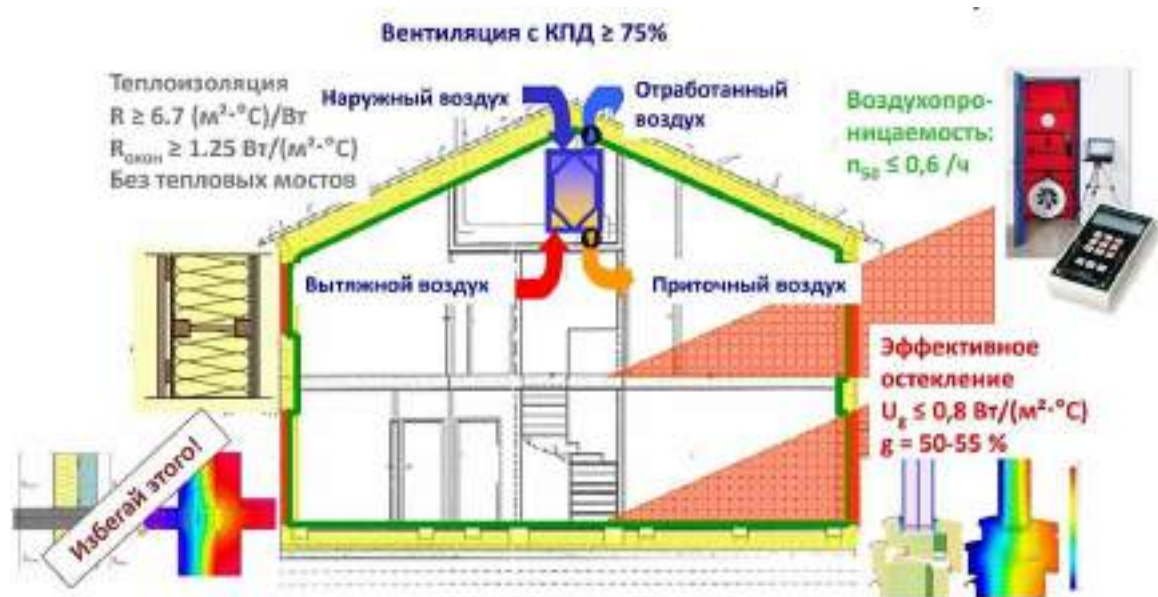 Вентиляция с КПД ≥ 75%
Теплоизоляция
R ≥ 6.7 (м²·°С)/Вт
Rокон ≥ 1.25 Вт/(м²·°С)
Без тепловых мостов
Наружный воздух
Отработанный
воздух
Воздухопро-
ницаемость:
n50 ≤ 0,6 /ч
Вытяжной воздух
Приточный воздух
Эффективное
остекление
Ug ≤ 0,8 Вт/(м²·°С)
g = 50-55 %
Избегай этого!